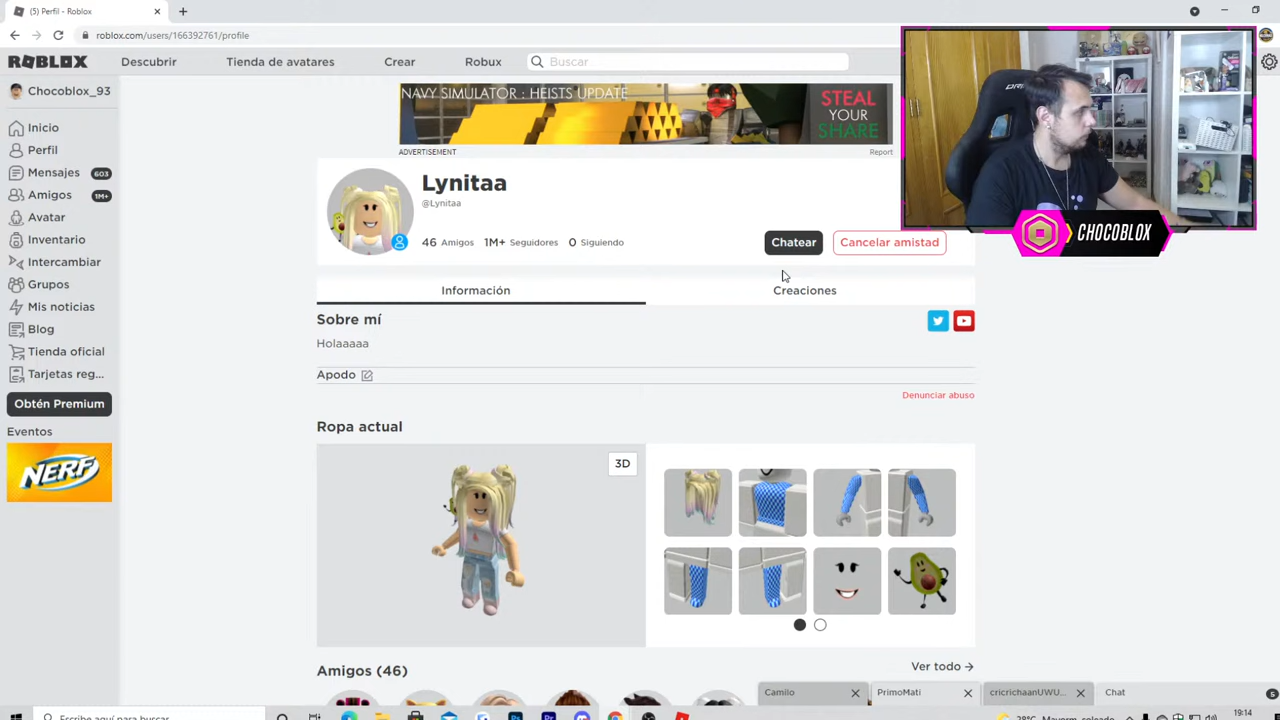 (5) Perfil - Roblox
roblox.com/users/166392761/profile
ROBLOX
Descubrir
Tienda de avatares
Crear
Robux
Buscar
Chocoblox_93
Inicio
Perfil
Mensajes 603
Amigos 1M+
Avatar
Inventario
Intercambiar
Grupos
Mis noticias
Blog
Tienda oficial
Tarjetas reg...
Obtén Premium
Eventos
NERF
NAVY SIMULATOR : HEISTS UPDATE
STEAL
YOUR
SHARE
ADVERTISEMENT
Report
Lynitaa
@Lynitaa
46 Amigos 1M+ Seguidores 0 Siguiendo
Chatear
Cancelar amistad
CHOCOBLOX
Información
Creaciones
Sobre mí
Holaaaaa
Apodo
Denunciar abuso
Ropa actual
3D
Amigos (46)
Ver todo →
Camilo
PrimoMati
cricrichaanUWU...
Chat
5
Escribe aquí para buscar
19:14